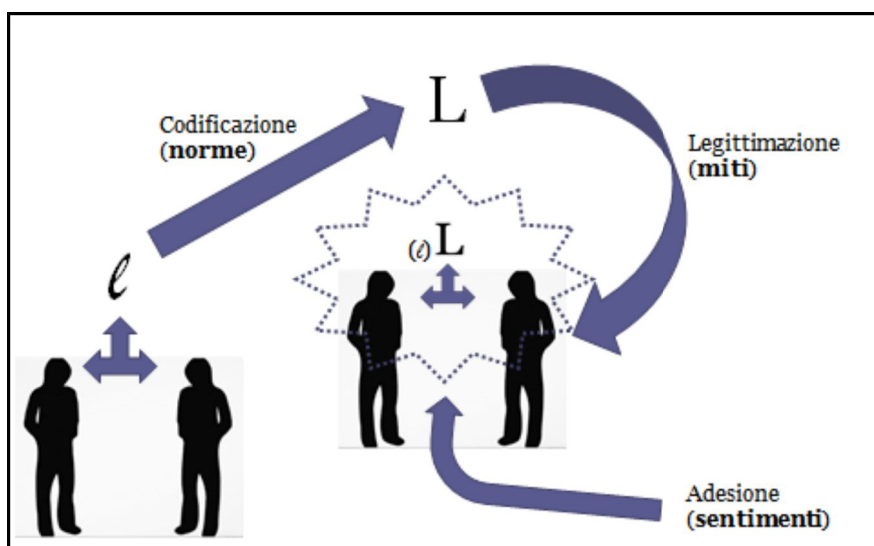 L
Codificazione
(norme)
Legittimazione
(miti)
(ℓ) L
ℓ
Adesione
(sentimenti)